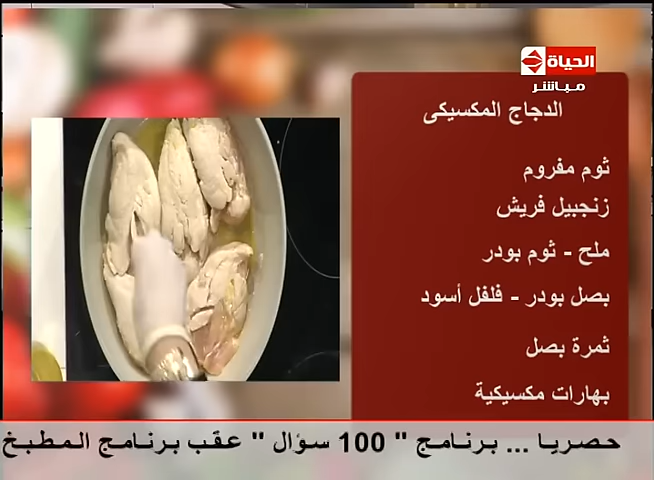 الحياة
مباشر
الدجاج المكسيكى
ثوم مفروم
زنجبيل فريش
ملح - ثوم بودر
بصل بودر - فلفل أسود
ثمرة بصل
بهارات مكسيكية
حصريا ... برنامج " 100 سؤال " عقب برنامج المطبخ